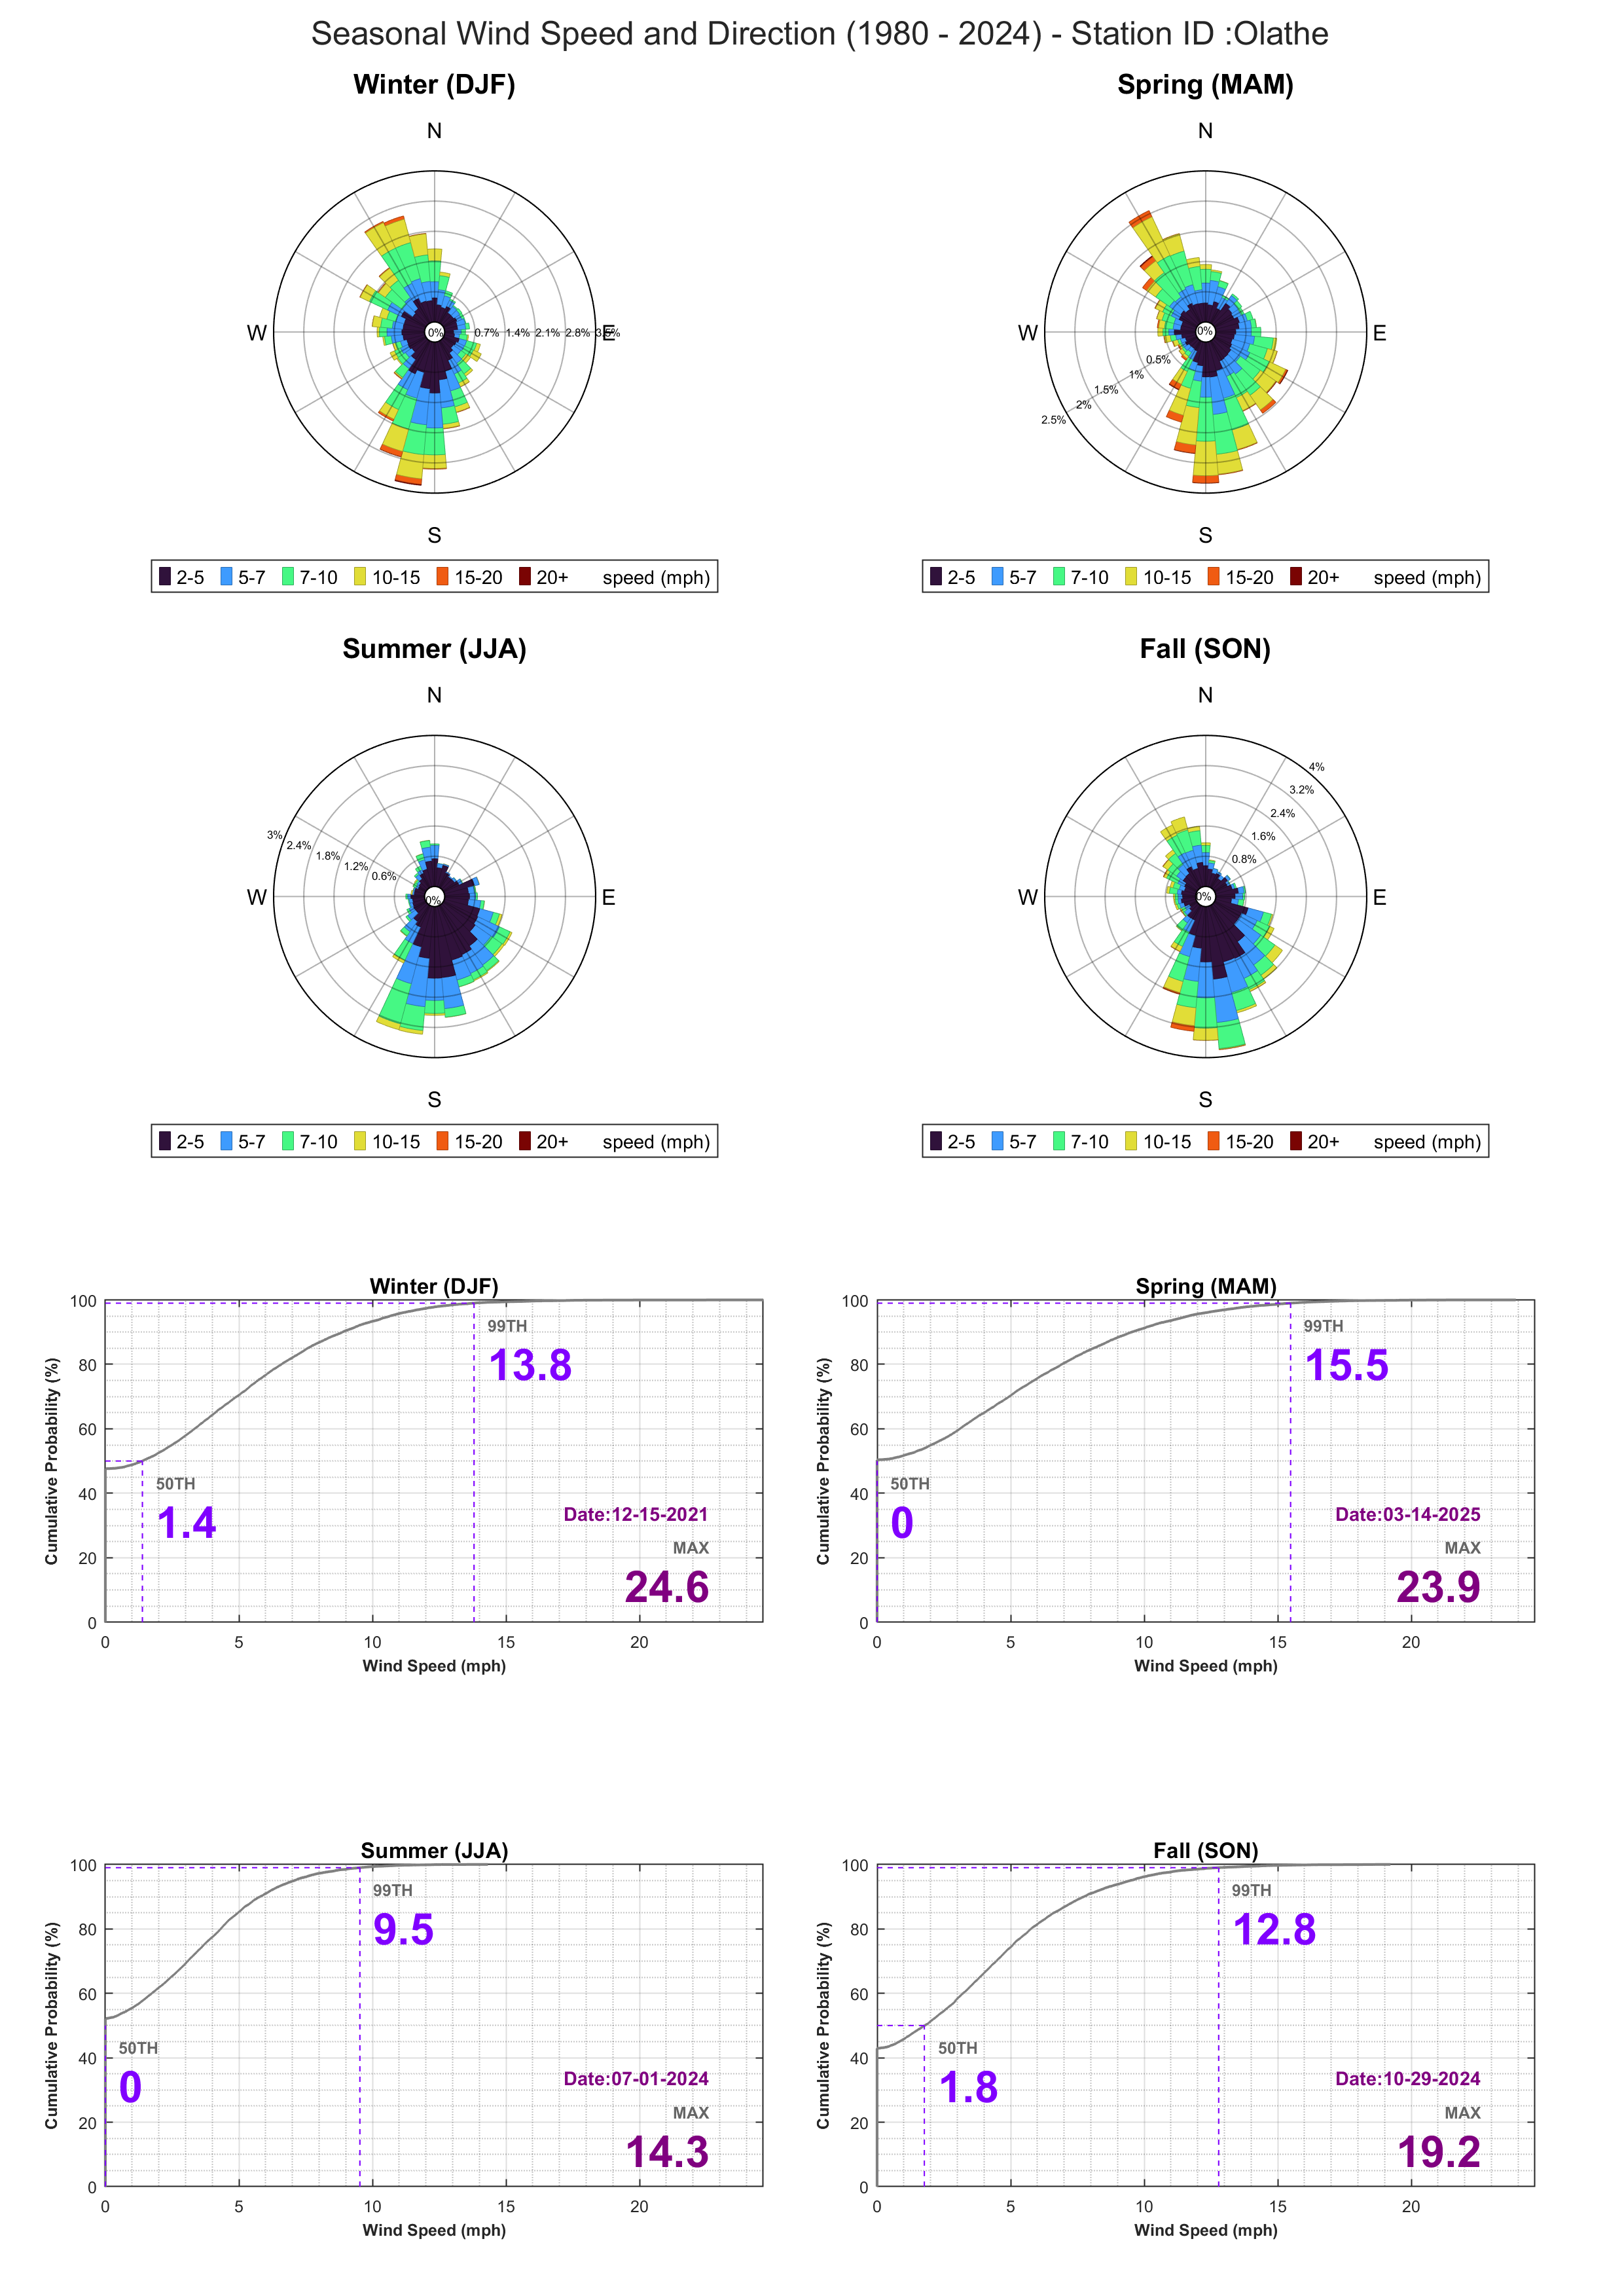 Seasonal Wind Speed and Direction (1980 - 2024) - Station ID :Olathe
Winter (DJF)
N
W
E
S
0%
0.7%
1.4%
2.1%
2.8%
3.5%
2-5 5-7 7-10 10-15 15-20 20+ speed (mph)
Spring (MAM)
N
W
E
S
0%
0.5%
1%
1.5%
2%
2.5%
2-5 5-7 7-10 10-15 15-20 20+ speed (mph)
Summer (JJA)
N
W
E
S
3%
2.4%
1.8%
1.2%
0.6%
0%
2-5 5-7 7-10 10-15 15-20 20+ speed (mph)
Fall (SON)
N
W
E
S
4%
3.2%
2.4%
1.6%
0.8%
0%
2-5 5-7 7-10 10-15 15-20 20+ speed (mph)
Winter (DJF)
Cumulative Probability (%)
100
80
60
40
20
0
99TH
13.8
50TH
1.4
Date:12-15-2021
MAX
24.6
0 5 10 15 20
Wind Speed (mph)
Spring (MAM)
Cumulative Probability (%)
100
80
60
40
20
0
99TH
15.5
50TH
0
Date:03-14-2025
MAX
23.9
0 5 10 15 20
Wind Speed (mph)
Summer (JJA)
Cumulative Probability (%)
100
80
60
40
20
0
99TH
9.5
50TH
0
Date:07-01-2024
MAX
14.3
0 5 10 15 20
Wind Speed (mph)
Fall (SON)
Cumulative Probability (%)
100
80
60
40
20
0
99TH
12.8
50TH
1.8
Date:10-29-2024
MAX
19.2
0 5 10 15 20
Wind Speed (mph)